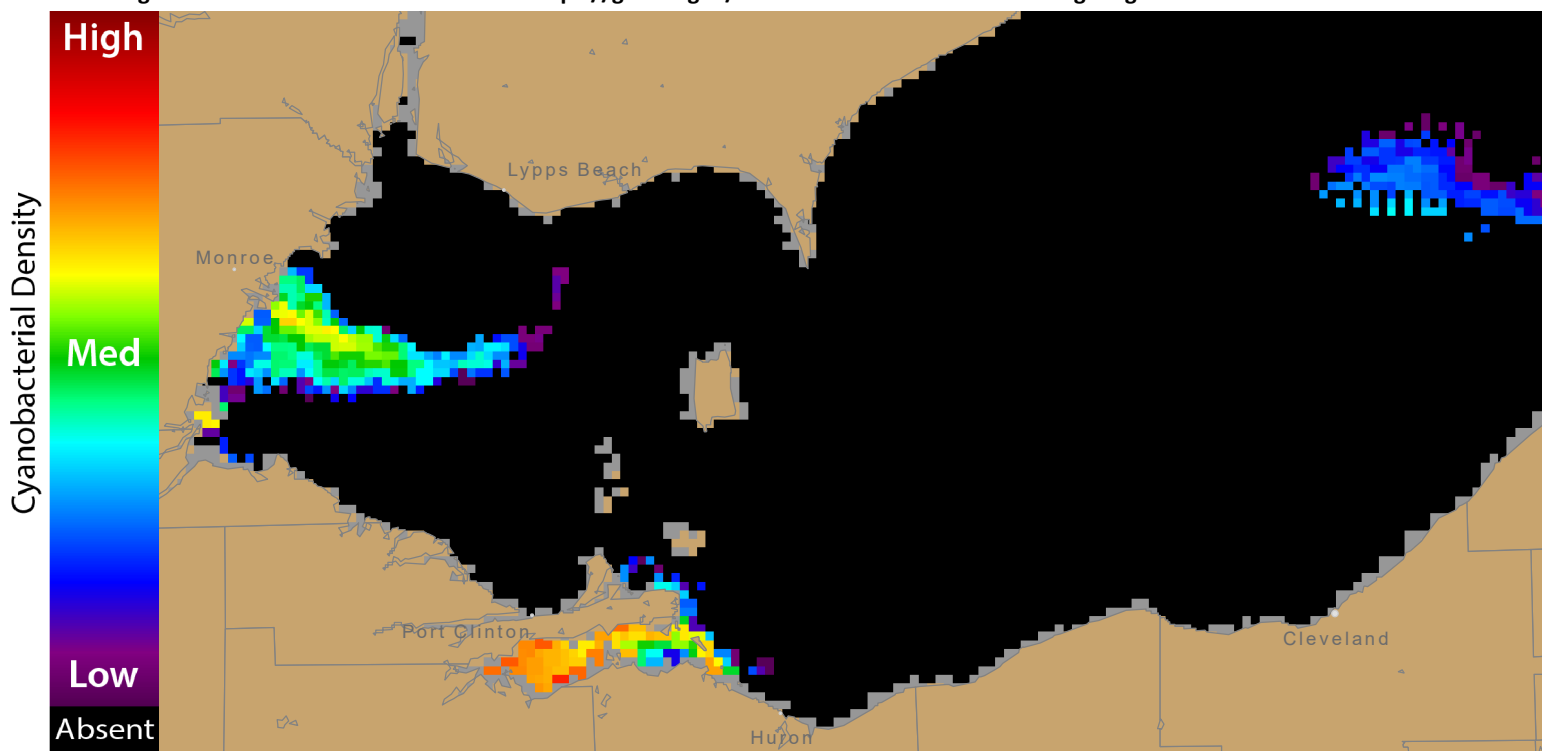 High
Med
Low
Absent
Cyanobacterial Density
Lypps Beach
Monroe
Port Clinton
Cleveland
Huron